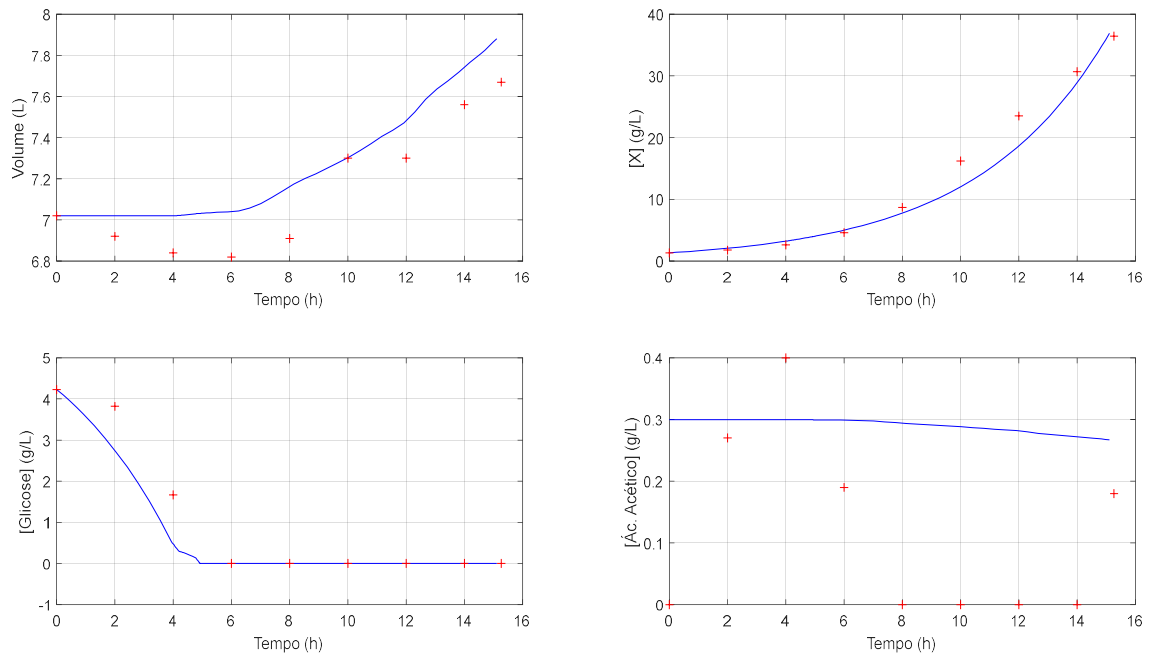 8
7.8
7.6
7.4
7.2
7
6.8
Volume (L)
0 2 4 6 8 10 12 14 16
Tempo (h)
40
30
20
10
0
[X] (g/L)
0 2 4 6 8 10 12 14 16
Tempo (h)
5
4
3
2
1
0
-1
[Glicose] (g/L)
0 2 4 6 8 10 12 14 16
Tempo (h)
0.4
0.3
0.2
0.1
0
[Ác. Acético] (g/L)
0 2 4 6 8 10 12 14 16
Tempo (h)